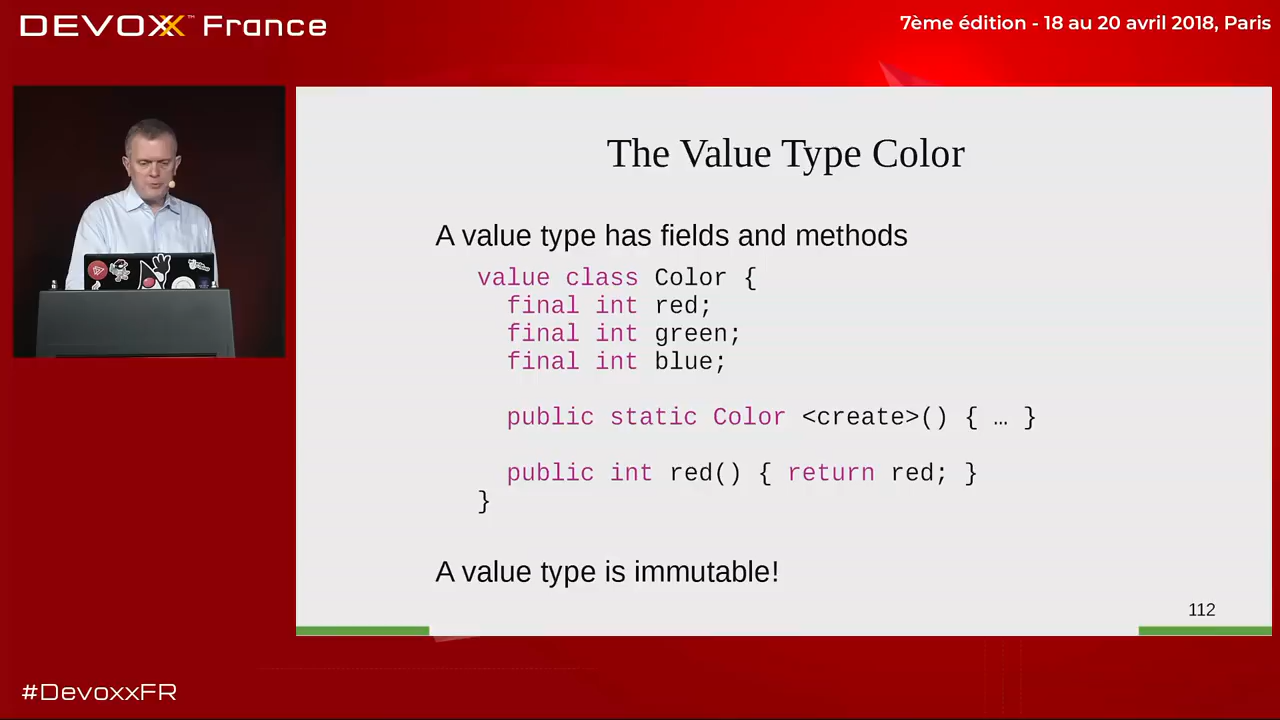 DEVOXX™ France
7ème édition - 18 au 20 avril 2018, Paris
The Value Type Color
A value type has fields and methods
value class Color {
final int red;
final int green;
final int blue;
public static Color <create>() { … }
public int red() { return red; }
}
A value type is immutable!
112
#DevoxxFR